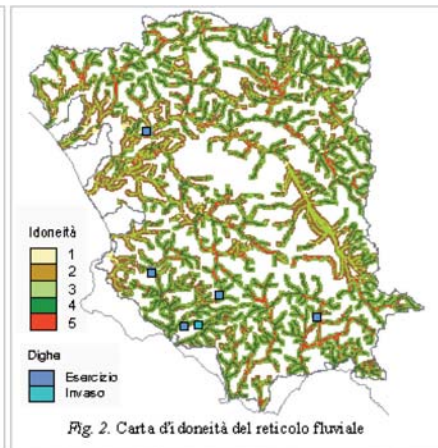 Idoneità
1
2
3
4
5
Dighe
Esercizio
Invaso
Fig. 2. Carta d'idoneità del reticolo fluviale